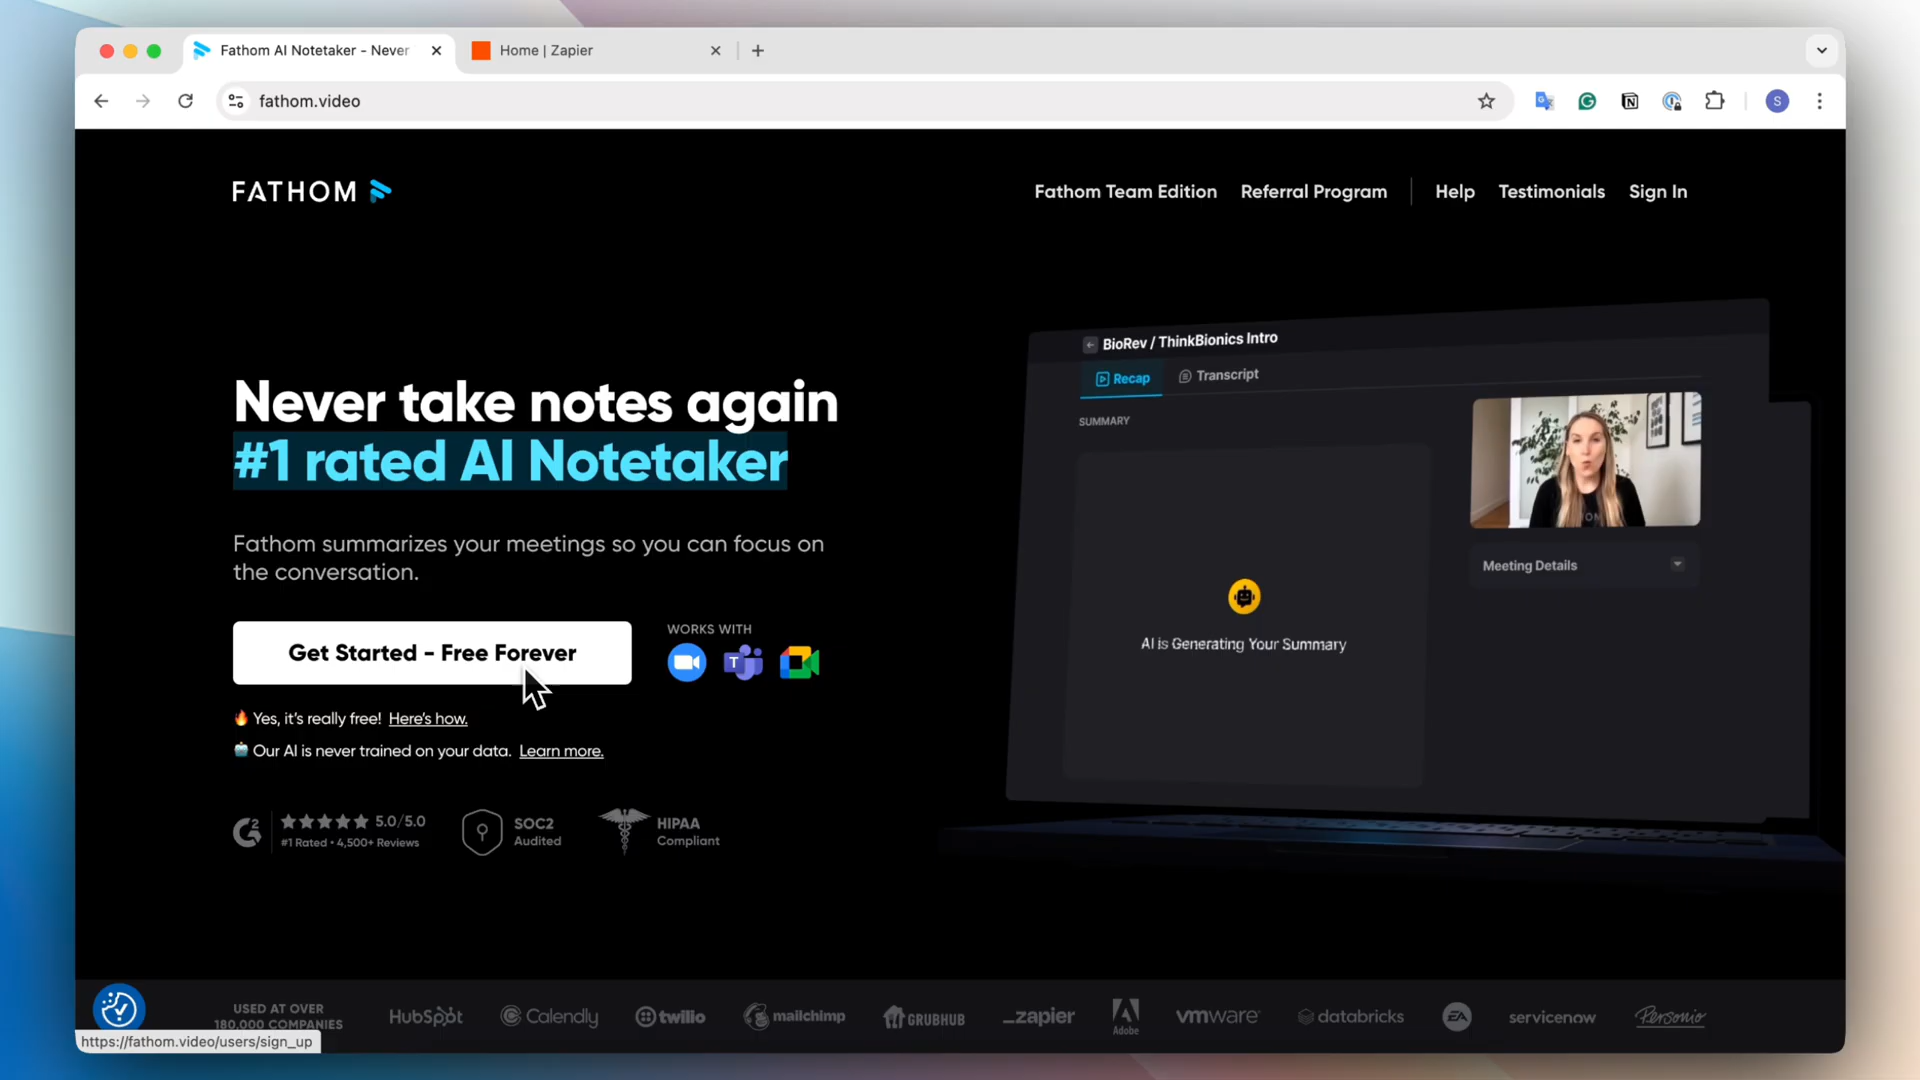 Fathom AI Notetaker - Never
Home | Zapier
fathom.video
S
FATHOM
Fathom Team Edition
Referral Program
Help
Testimonials
Sign In
BioRev / ThinkBionics Intro
Recap
Transcript
SUMMARY
Never take notes again
#1 rated AI Notetaker
Fathom summarizes your meetings so you can focus on
the conversation.
Meeting Details
AI is Generating Your Summary
Get Started - Free Forever
WORKS WITH
T
🔥 Yes, it's really free! Here's how.
🤖 Our AI is never trained on your data. Learn more.
G2
★★★★★ 5.0/5.0
#1 Rated • 4,500+ Reviews
SOC2
Audited
HIPAA
Compliant
USED AT OVER
180,000 COMPANIES
HubSpot
Calendly
twilio
mailchimp
GRUBHUB
_zapier
Adobe
vmware
databricks
EA
servicenow
Personio
https://fathom.video/users/sign_up